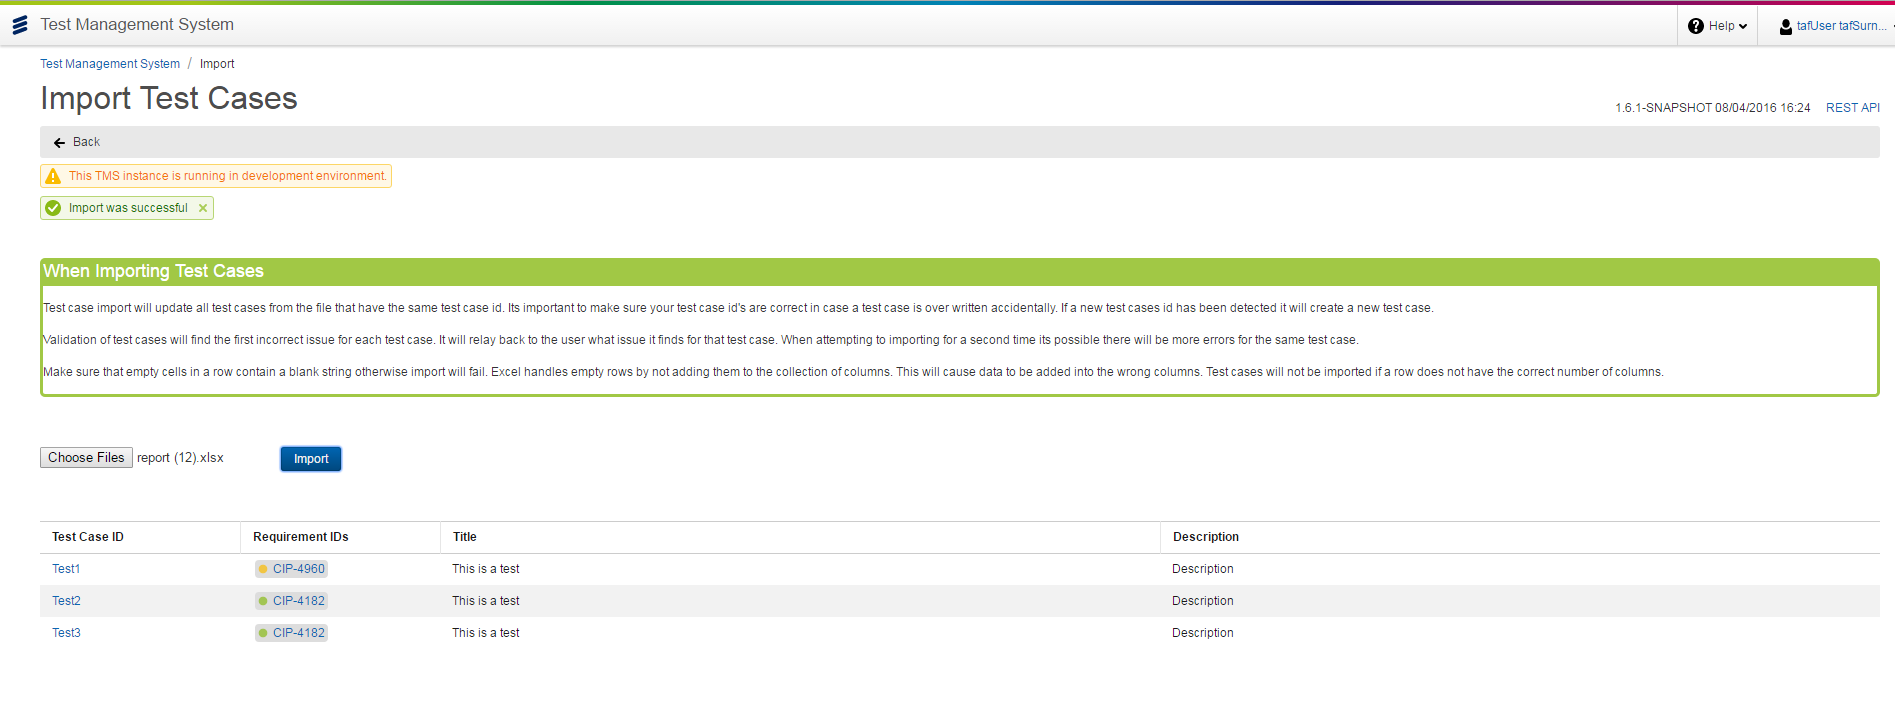 Test Management System
Help
tafUser tafSurn...
Test Management System / Import
Import Test Cases
1.6.1-SNAPSHOT 08/04/2016 16:24 REST API
Back
This TMS instance is running in development environment.
Import was successful
When Importing Test Cases
Test case import will update all test cases from the file that have the same test case id. Its important to make sure your test case id's are correct in case a test case is over written accidentally. If a new test cases id has been detected it will create a new test case.
Validation of test cases will find the first incorrect issue for each test case. It will relay back to the user what issue it finds for that test case. When attempting to importing for a second time its possible there will be more errors for the same test case.
Make sure that empty cells in a row contain a blank string otherwise import will fail. Excel handles empty rows by not adding them to the collection of columns. This will cause data to be added into the wrong columns. Test cases will not be imported if a row does not have the correct number of columns.
Choose Files report (12).xlsx Import
Test Case ID Requirement IDs Title Description
Test1 CIP-4960 This is a test Description
Test2 CIP-4182 This is a test Description
Test3 CIP-4182 This is a test Description